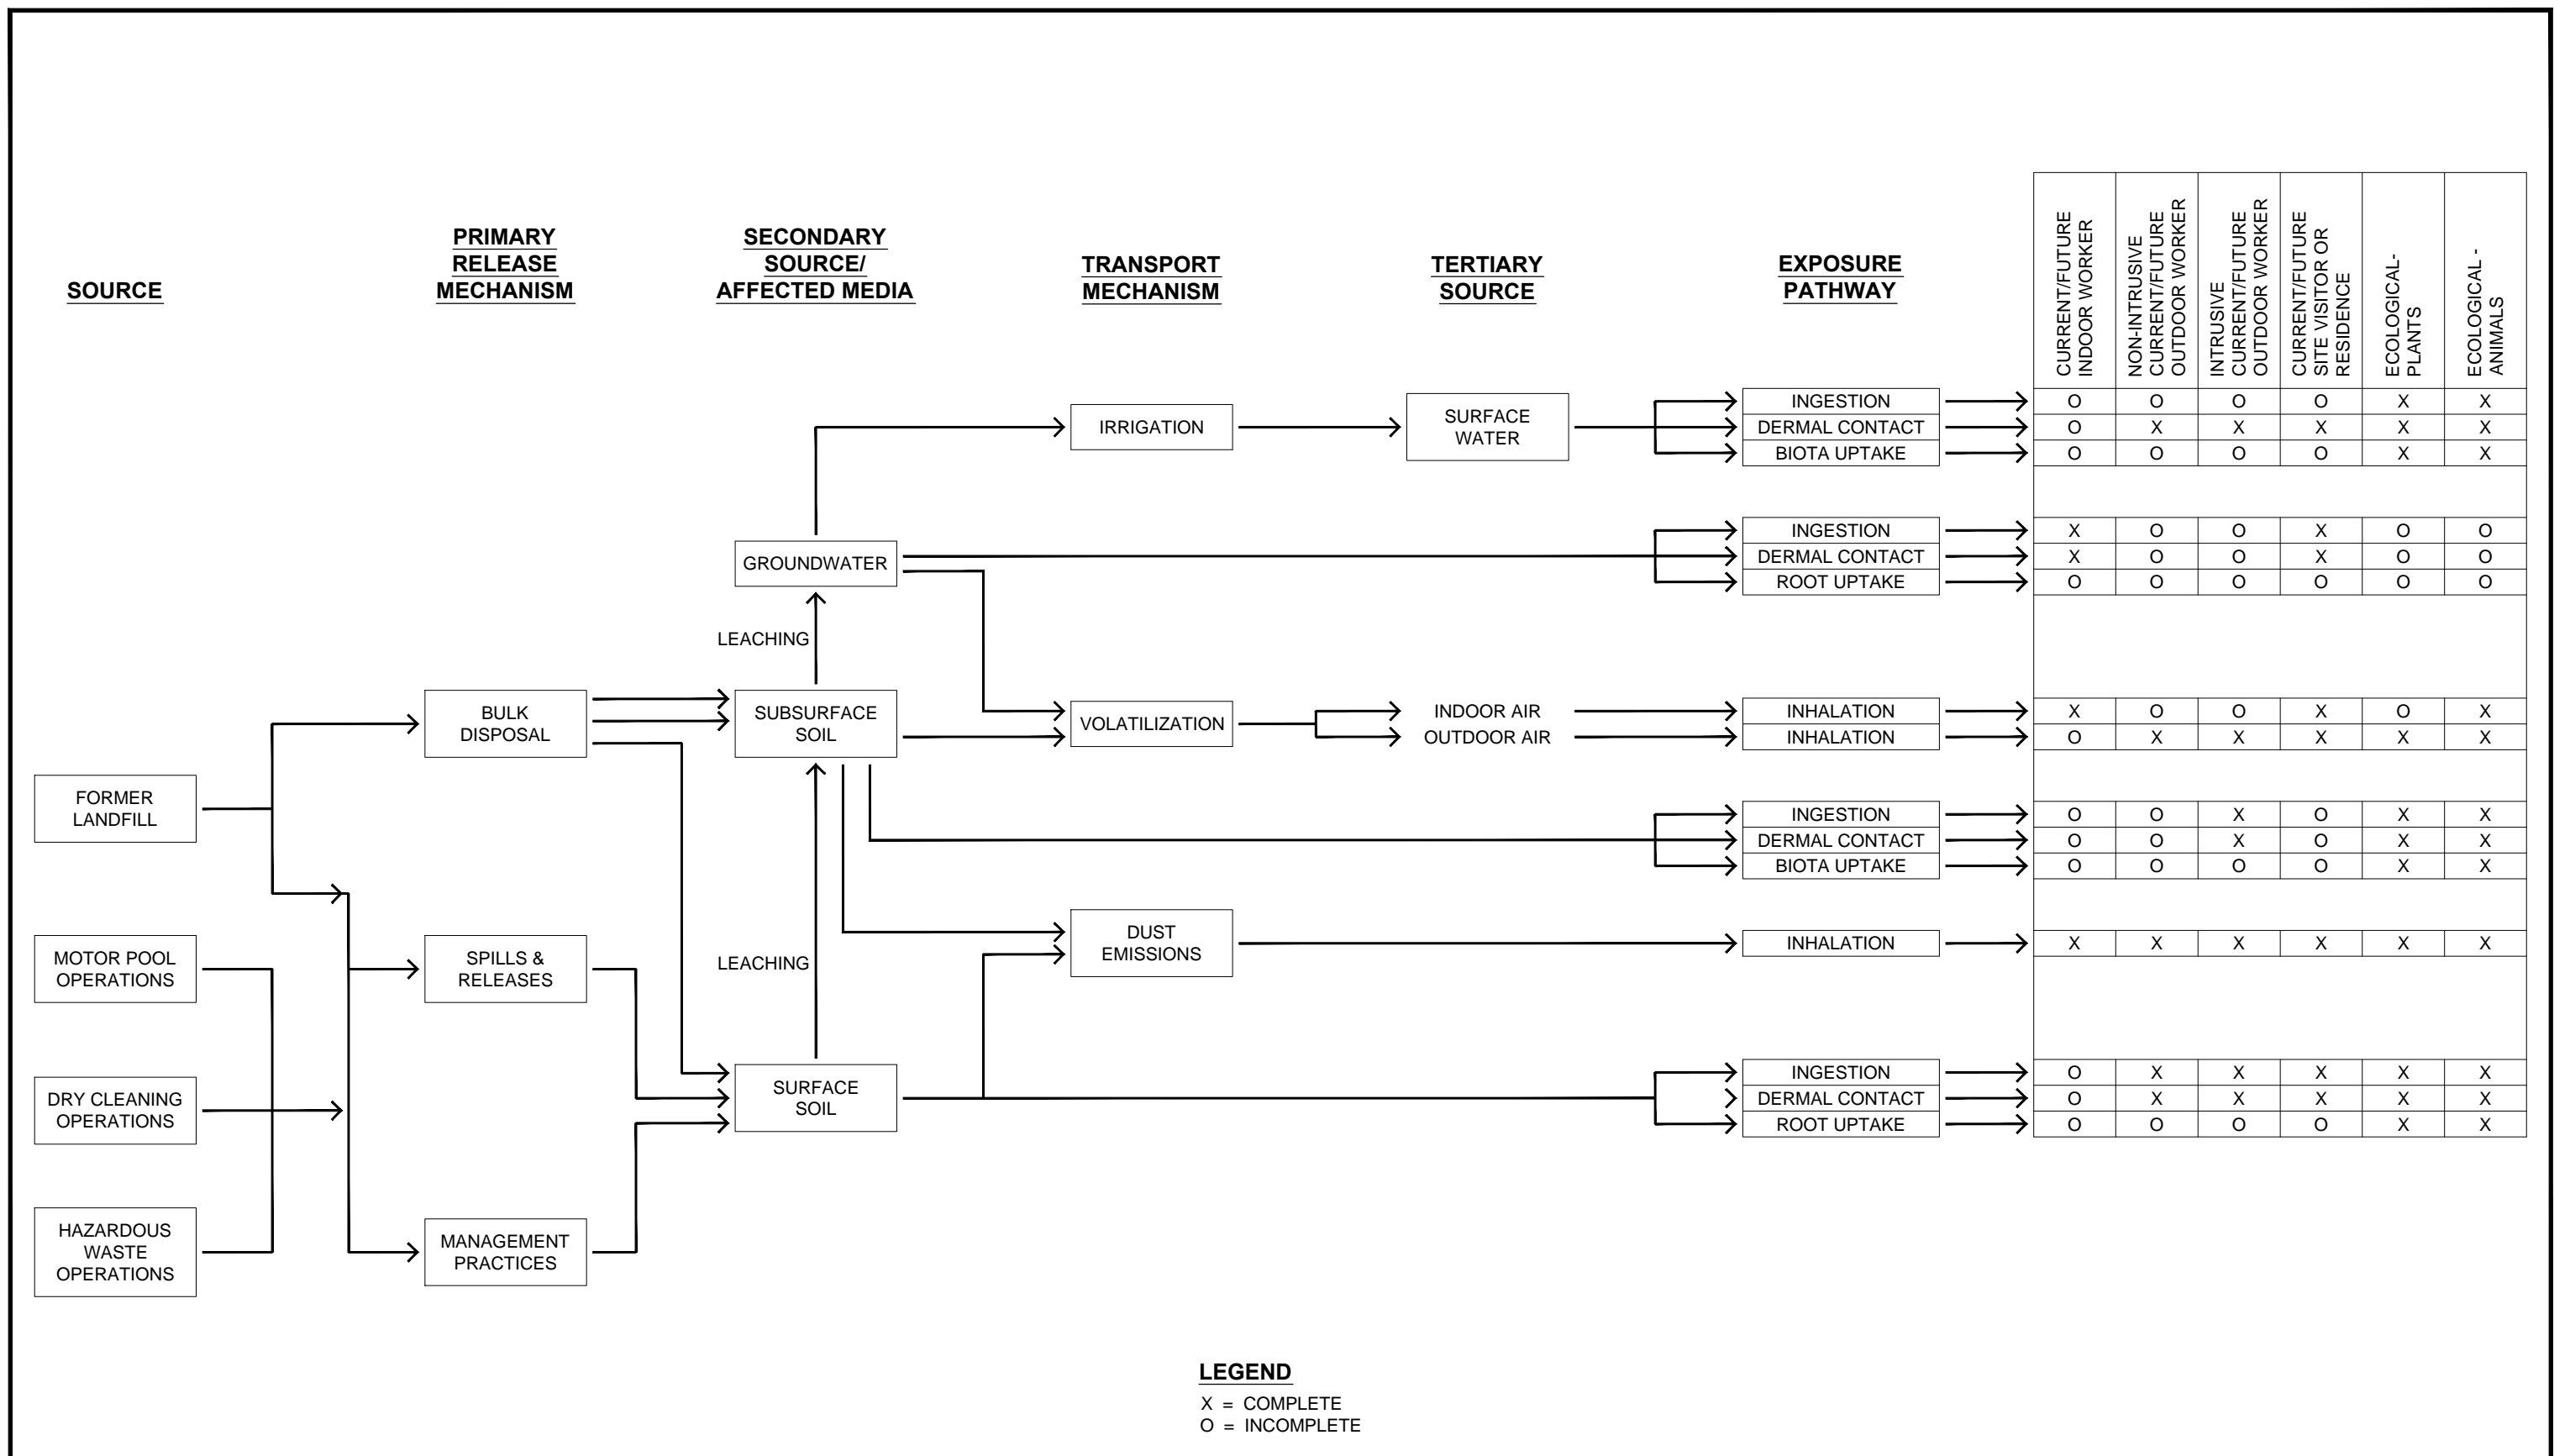 SOURCE
PRIMARY
RELEASE
MECHANISM
SECONDARY
SOURCE/
AFFECTED MEDIA
TRANSPORT
MECHANISM
TERTIARY
SOURCE
EXPOSURE
PATHWAY
CURRENT/FUTURE
INDOOR WORKER
NON-INTRUSIVE
CURRENT/FUTURE
OUTDOOR WORKER
INTRUSIVE
CURRENT/FUTURE
OUTDOOR WORKER
CURRENT/FUTURE
SITE VISITOR OR
RESIDENCE
ECOLOGICAL-
PLANTS
ECOLOGICAL -
ANIMALS
IRRIGATION
SURFACE
WATER
INGESTION O O O O X X
DERMAL CONTACT O X X X X X
BIOTA UPTAKE O O O O X X
GROUNDWATER
INGESTION X O O X O O
DERMAL CONTACT X O O X O O
ROOT UPTAKE O O O O O O
LEACHING
BULK
DISPOSAL
SUBSURFACE
SOIL
VOLATILIZATION
INDOOR AIR
OUTDOOR AIR
INHALATION X O O X O X
INHALATION O X X X X X
FORMER
LANDFILL
INGESTION O O X O X X
DERMAL CONTACT O O X O X X
BIOTA UPTAKE O O O O X X
MOTOR POOL
OPERATIONS
SPILLS &
RELEASES
LEACHING
DUST
EMISSIONS
INHALATION X X X X X X
DRY CLEANING
OPERATIONS
SURFACE
SOIL
INGESTION O X X X X X
DERMAL CONTACT O X X X X X
ROOT UPTAKE O O O O X X
HAZARDOUS
WASTE
OPERATIONS
MANAGEMENT
PRACTICES
LEGEND
X = COMPLETE
O = INCOMPLETE